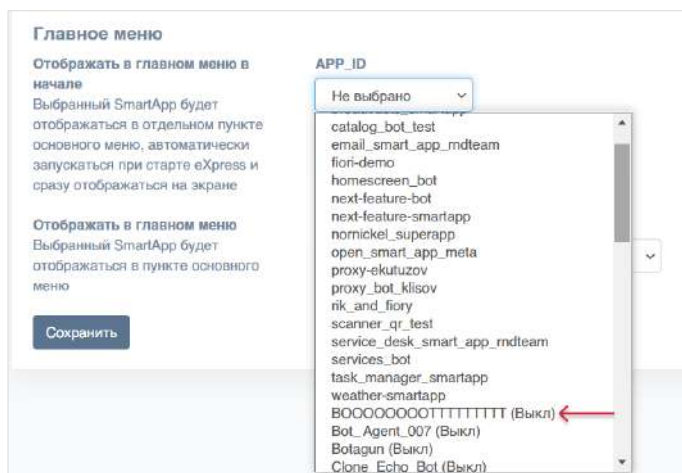 Главное меню
Отображать в главном меню в
начале
Выбранный SmartApp будет
отображаться в отдельном пункте
основного меню, автоматически
запускаться при старте eXpress и
сразу отображаться на экране
Отображать в главном меню
Выбранный SmartApp будет
отображаться в пункте основного
меню
Сохранить
APP_ID
Не выбрано
catalog_bot_test
email_smart_app_rndteam
fiori-demo
homescreen_bot
next-feature-bot
next-feature-smartapp
nornickel_superapp
open_smart_app_meta
proxy-ekutuzov
proxy_bot_klisov
rik_and_fiory
scanner_qr_test
service_desk_smart_app_rndteam
services_bot
task_manager_smartapp
weather-smartapp
BOOOOOOOOTTTTTTTTT (Выкл)
Bot_Agent_007 (Выкл)
Botagun (Выкл)
Clone_Echo_Bot (Выкл)